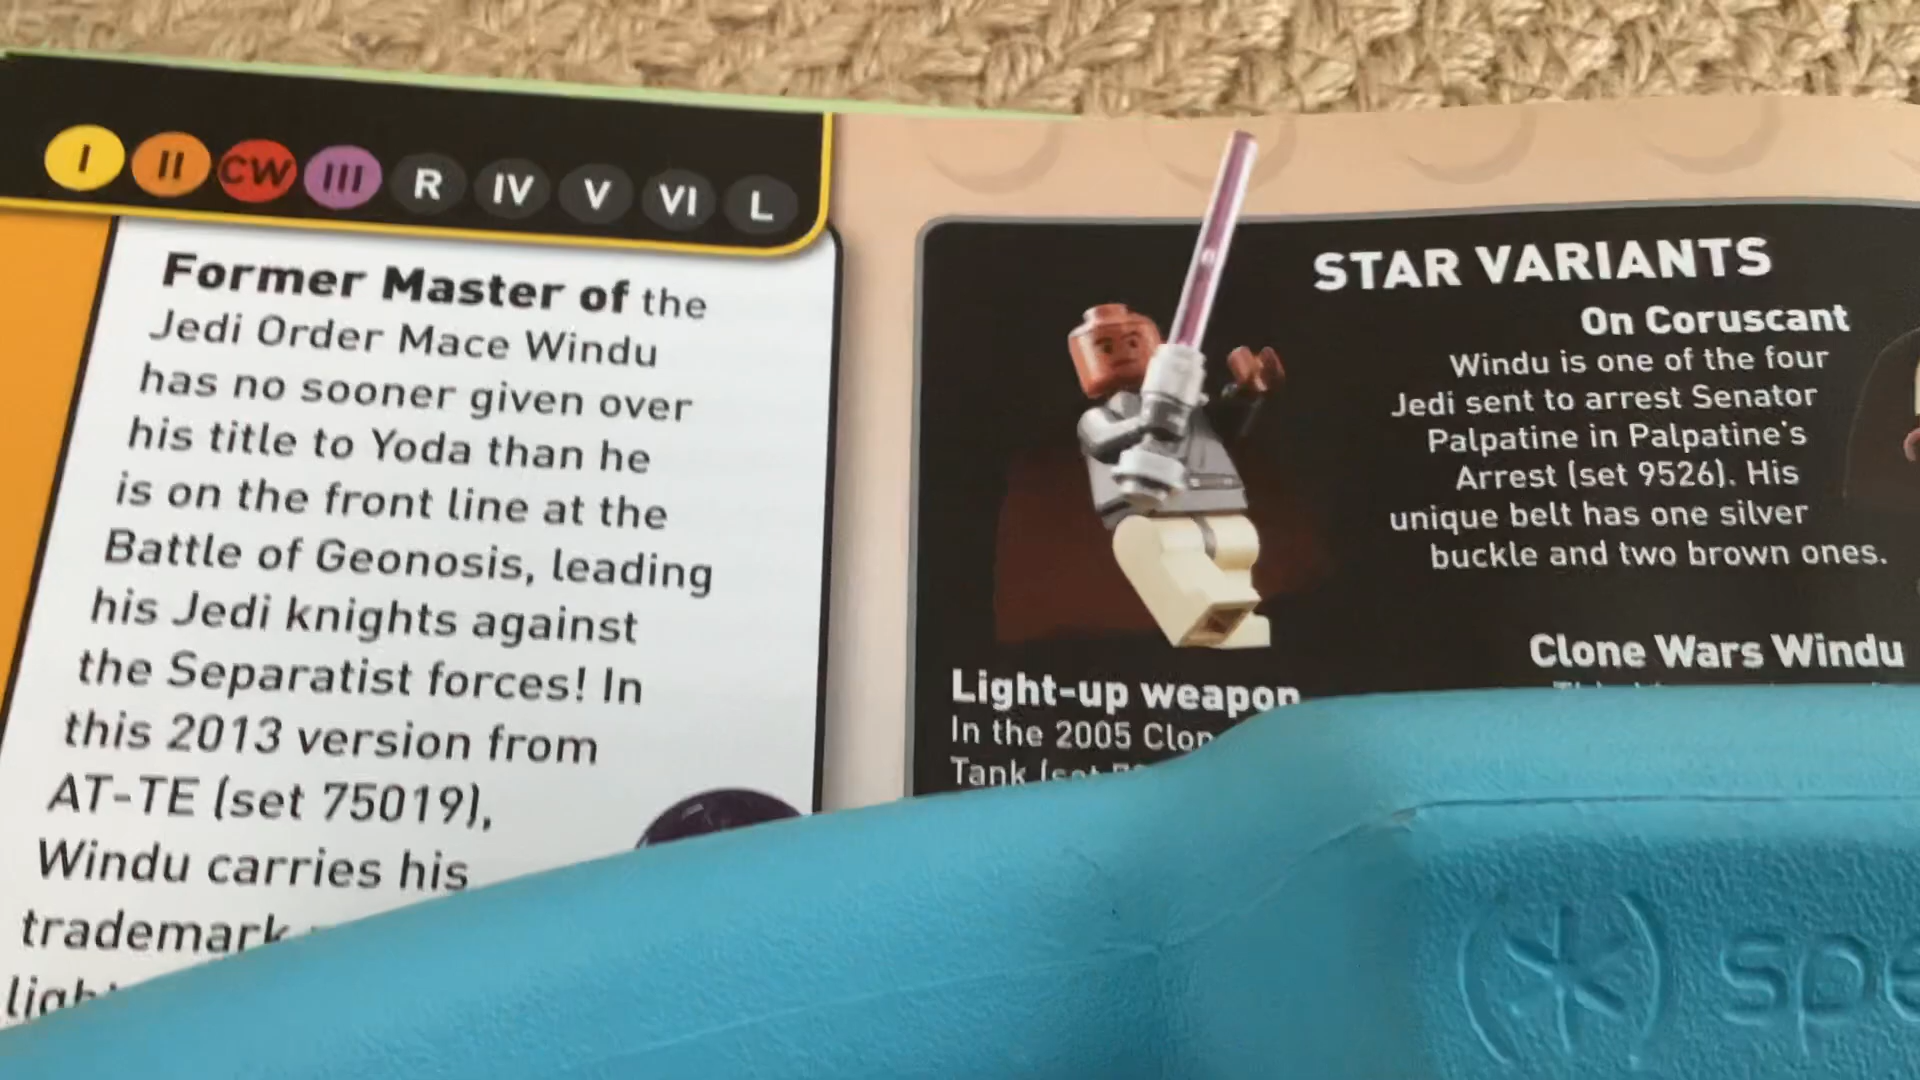 I II CW III R IV V VI L
Former Master of the
Jedi Order Mace Windu
has no sooner given over
his title to Yoda than he
is on the front line at the
Battle of Geonosis, leading
his Jedi knights against
the Separatist forces! In
this 2013 version from
AT-TE (set 75019),
Windu carries his
trademark
STAR VARIANTS
On Coruscant
Windu is one of the four
Jedi sent to arrest Senator
Palpatine in Palpatine's
Arrest (set 9526). His
unique belt has one silver
buckle and two brown ones.
Clone Wars Windu
Light-up weapon
In the 2005
Tank